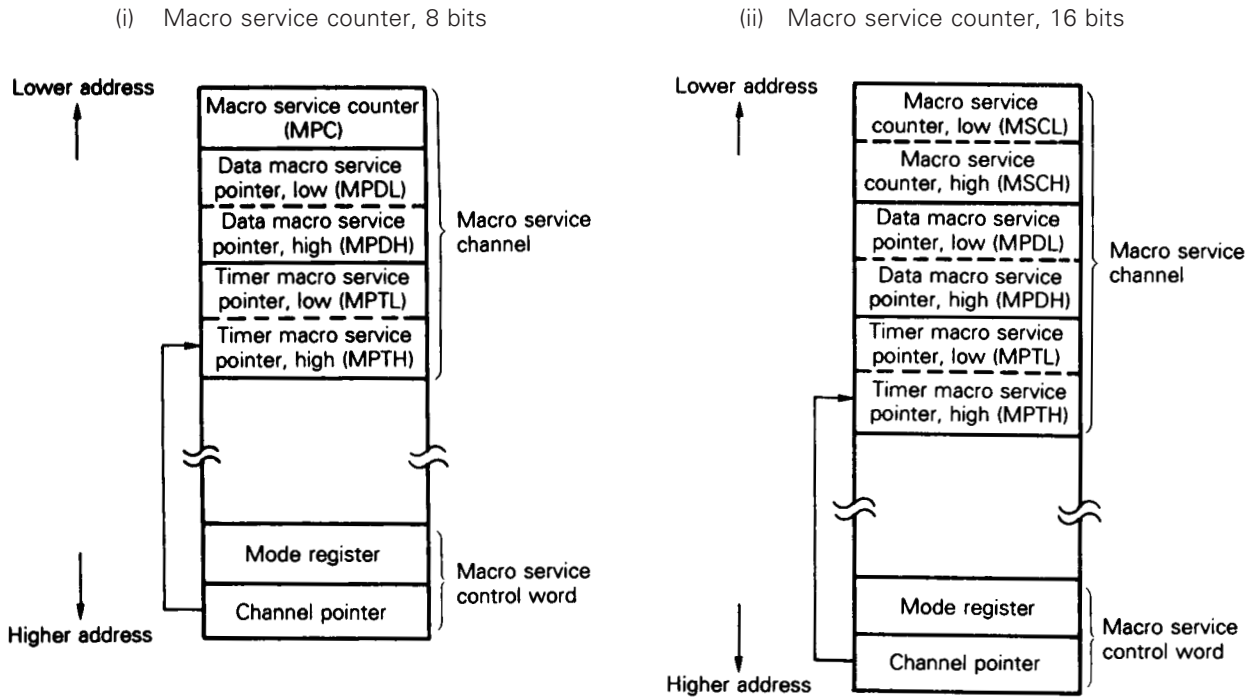 (i) Macro service counter, 8 bits
Lower address
Macro service counter
(MPC)
Data macro service
pointer, low (MPDL)
Data macro service
pointer, high (MPDH)
Timer macro service
pointer, low (MPTL)
Timer macro service
pointer, high (MPTH)
Macro service
channel
Mode register
Channel pointer
Macro service
control word
Higher address
(ii) Macro service counter, 16 bits
Lower address
Macro service
counter, low (MSCL)
Macro service
counter, high (MSCH)
Data macro service
pointer, low (MPDL)
Data macro service
pointer, high (MPDH)
Timer macro service
pointer, low (MPTL)
Timer macro service
pointer, high (MPTH)
Macro service
channel
Mode register
Channel pointer
Macro service
control word
Higher address